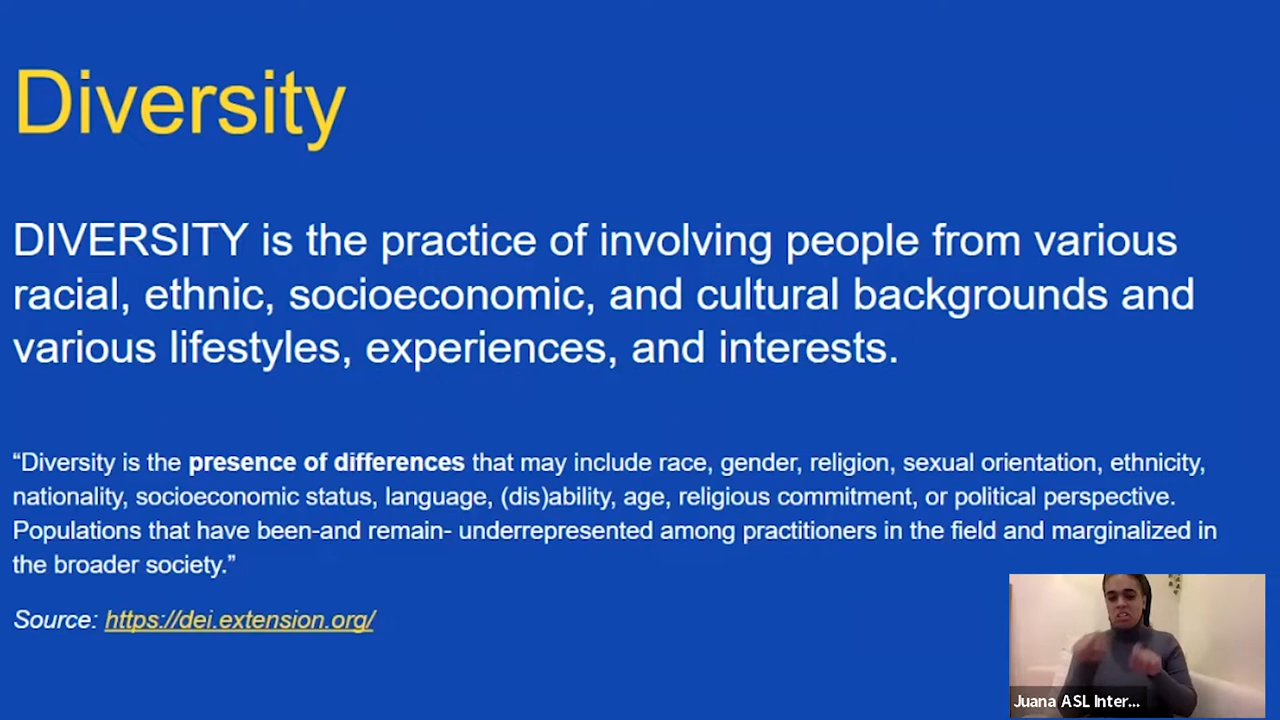 Diversity
DIVERSITY is the practice of involving people from various
racial, ethnic, socioeconomic, and cultural backgrounds and
various lifestyles, experiences, and interests.
“Diversity is the presence of differences that may include race, gender, religion, sexual orientation, ethnicity,
nationality, socioeconomic status, language, (dis)ability, age, religious commitment, or political perspective.
Populations that have been-and remain- underrepresented among practitioners in the field and marginalized in
the broader society.”
Source: https://dei.extension.org/
Juana ASL Inter...